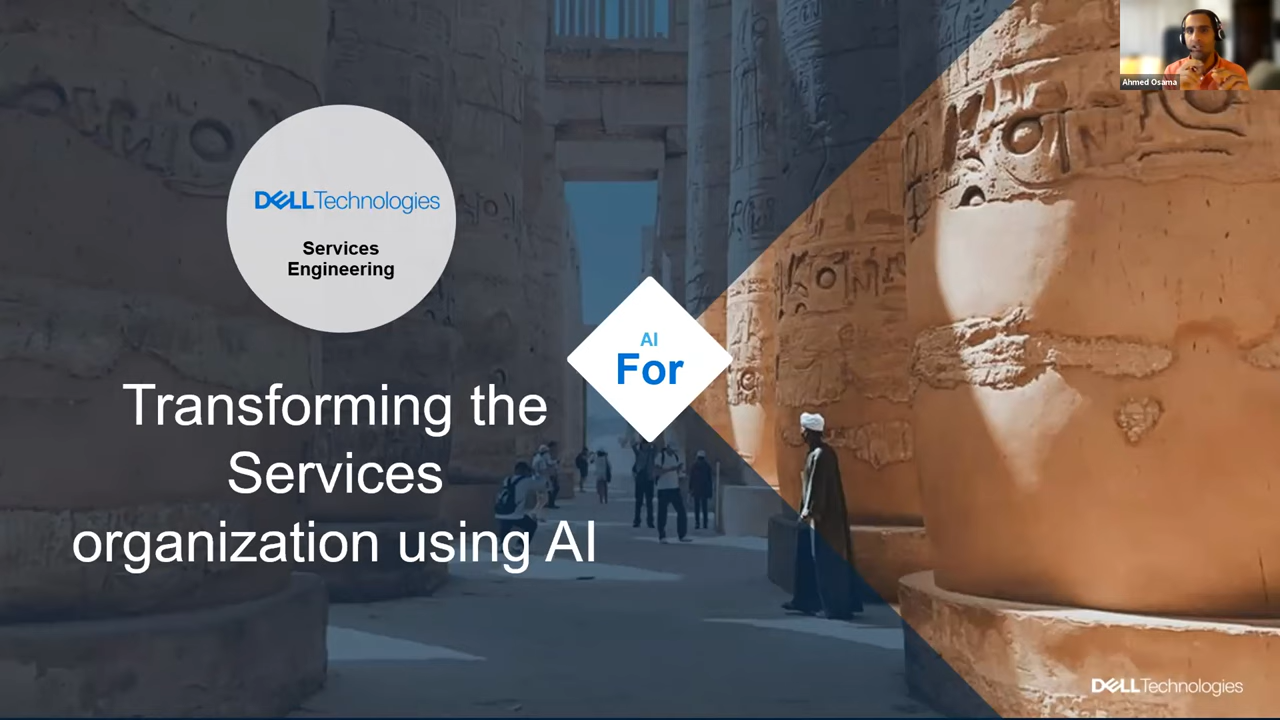 Ahmed Osama
DELLTechnologies
Services
Engineering
AI
For
Transforming the
Services
organization using AI
DELLTechnologies